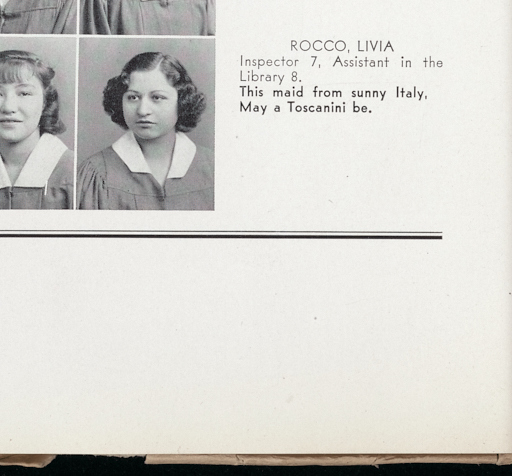 ROCCO, LIVIA
Inspector 7, Assistant in the
Library 8.
This maid from sunny Italy,
May a Toscanini be.